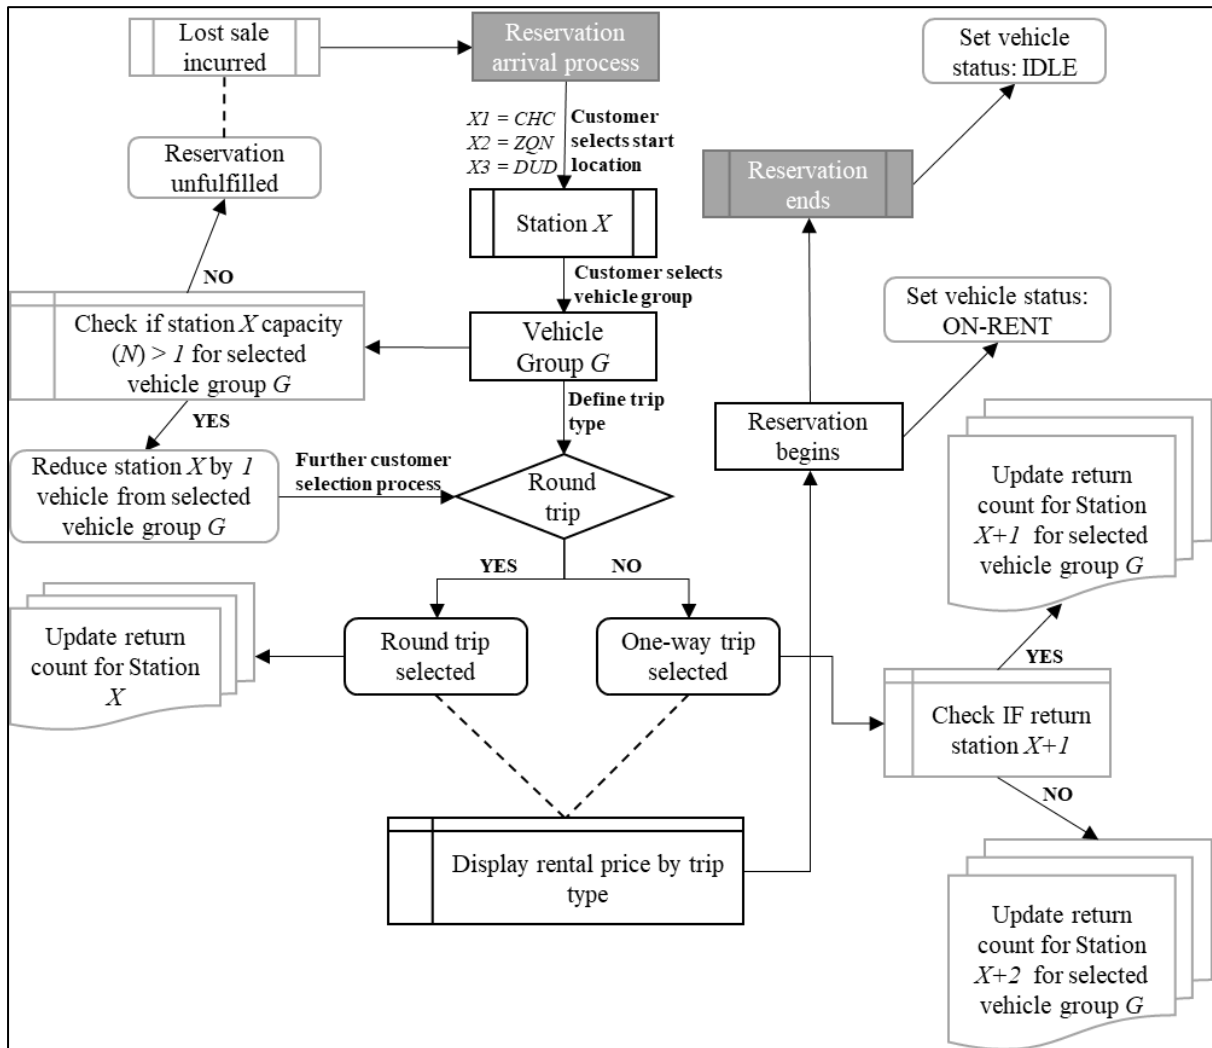 Lost sale
incurred
Reservation
arrival process
Set vehicle
status: IDLE
X1 = CHC
X2 = ZQN
X3 = DUD
Customer
selects start
location
Reservation
unfulfilled
Reservation
ends
Station X
NO
Customer selects
vehicle group
Set vehicle status:
ON-RENT
Check if station X capacity
(N) > 1 for selected
vehicle group G
Vehicle
Group G
YES
Define trip
type
Reservation
begins
Reduce station X by 1
vehicle from selected
vehicle group G
Further customer
selection process
Round
trip
Update return
count for Station
X+1 for selected
vehicle group G
YES
NO
Update return
count for Station
X
Round trip
selected
One-way trip
selected
YES
Check IF return
station X+1
NO
Display rental price by trip
type
Update return
count for Station
X+2 for selected
vehicle group G